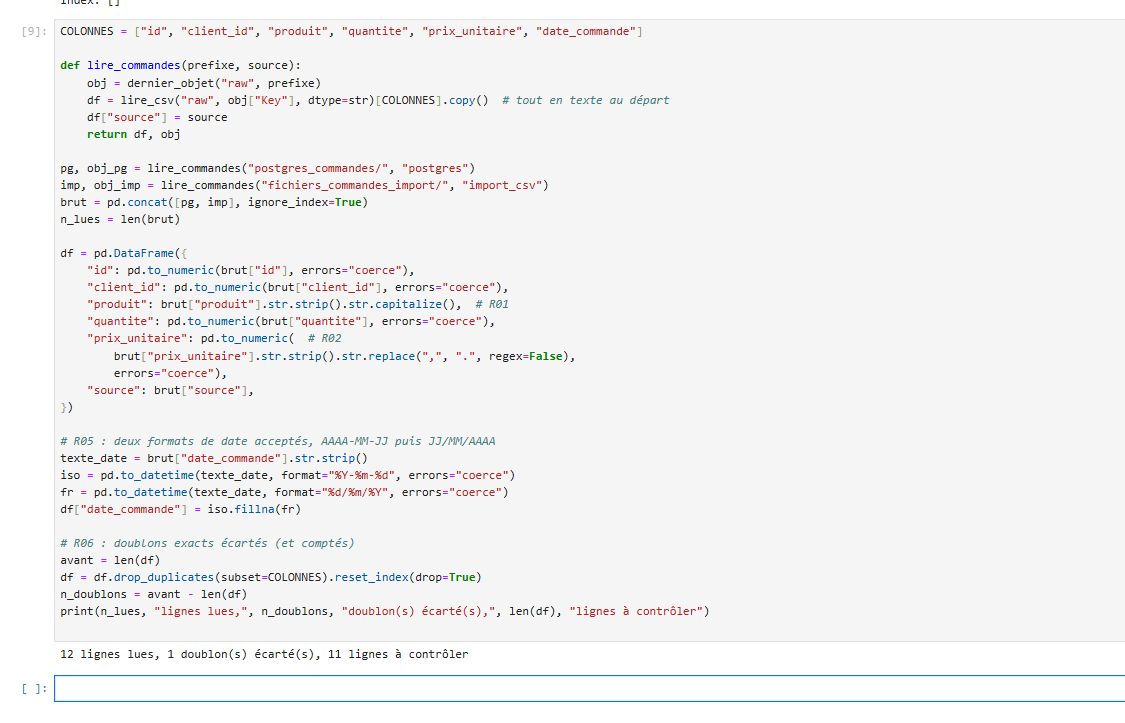 index: []
[9]: COLONNES = ["id", "client_id", "produit", "quantite", "prix_unitaire", "date_commande"]

def lire_commandes(prefixe, source):
    obj = dernier_objet("raw", prefixe)
    df = lire_csv("raw", obj["Key"], dtype=str)[COLONNES].copy()  # tout en texte au départ
    df["source"] = source
    return df, obj

pg, obj_pg = lire_commandes("postgres_commandes/", "postgres")
imp, obj_imp = lire_commandes("fichiers_commandes_import/", "import_csv")
brut = pd.concat([pg, imp], ignore_index=True)
n_lues = len(brut)

df = pd.DataFrame({
    "id": pd.to_numeric(brut["id"], errors="coerce"),
    "client_id": pd.to_numeric(brut["client_id"], errors="coerce"),
    "produit": brut["produit"].str.strip().str.capitalize(),  # R01
    "quantite": pd.to_numeric(brut["quantite"], errors="coerce"),
    "prix_unitaire": pd.to_numeric(  # R02
        brut["prix_unitaire"].str.strip().str.replace(",", ".", regex=False),
        errors="coerce"),
    "source": brut["source"],
})

# R05 : deux formats de date acceptés, AAAA-MM-JJ puis JJ/MM/AAAA
texte_date = brut["date_commande"].str.strip()
iso = pd.to_datetime(texte_date, format="%Y-%m-%d", errors="coerce")
fr = pd.to_datetime(texte_date, format="%d/%m/%Y", errors="coerce")
df["date_commande"] = iso.fillna(fr)

# R06 : doublons exacts écartés (et comptés)
avant = len(df)
df = df.drop_duplicates(subset=COLONNES).reset_index(drop=True)
n_doublons = avant - len(df)
print(n_lues, "lignes lues,", n_doublons, "doublon(s) écarté(s),", len(df), "lignes à contrôler")

12 lignes lues, 1 doublon(s) écarté(s), 11 lignes à contrôler
[ ]: